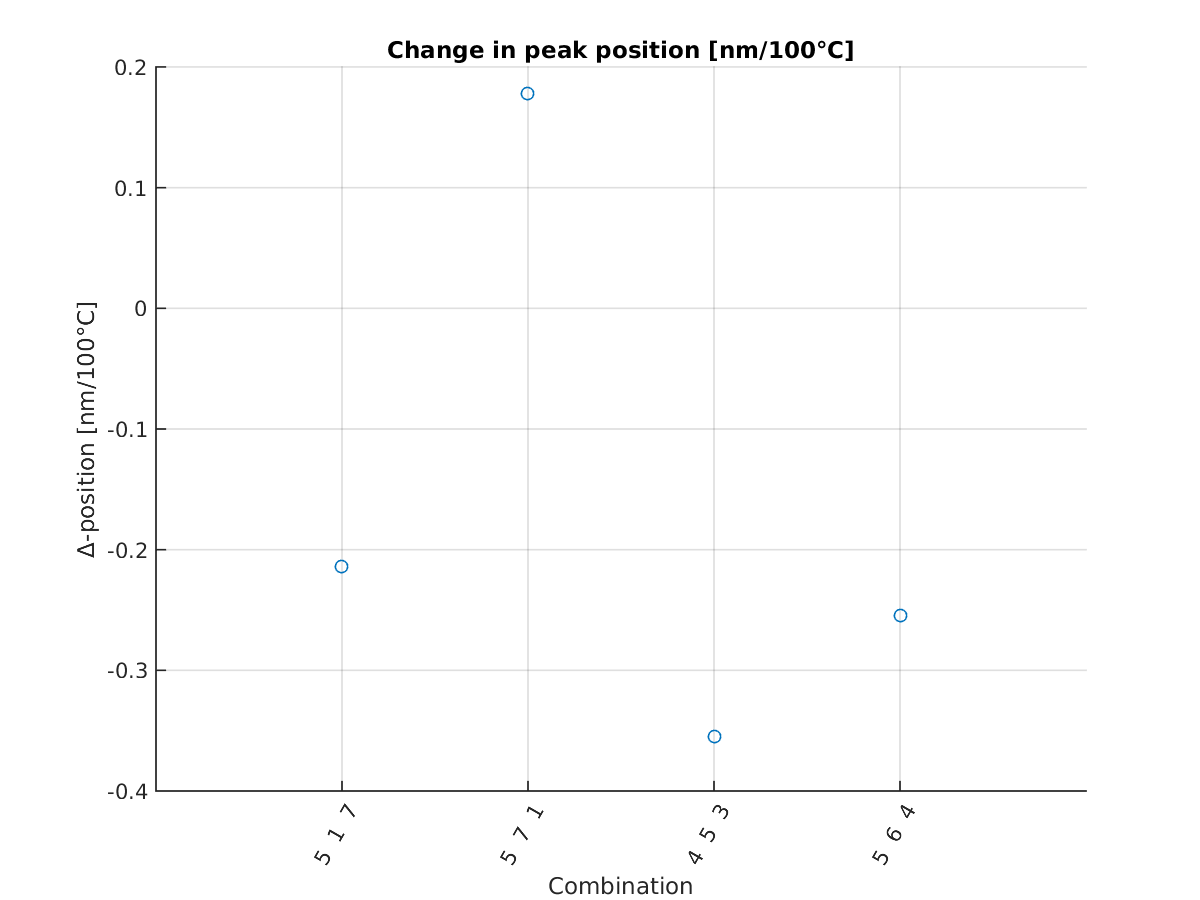 Change in peak position [nm/100°C]
Δ-position [nm/100°C]
0.2
0.1
0
-0.1
-0.2
-0.3
-0.4
5 1 7
5 7 1
4 5 3
5 6 4
Combination